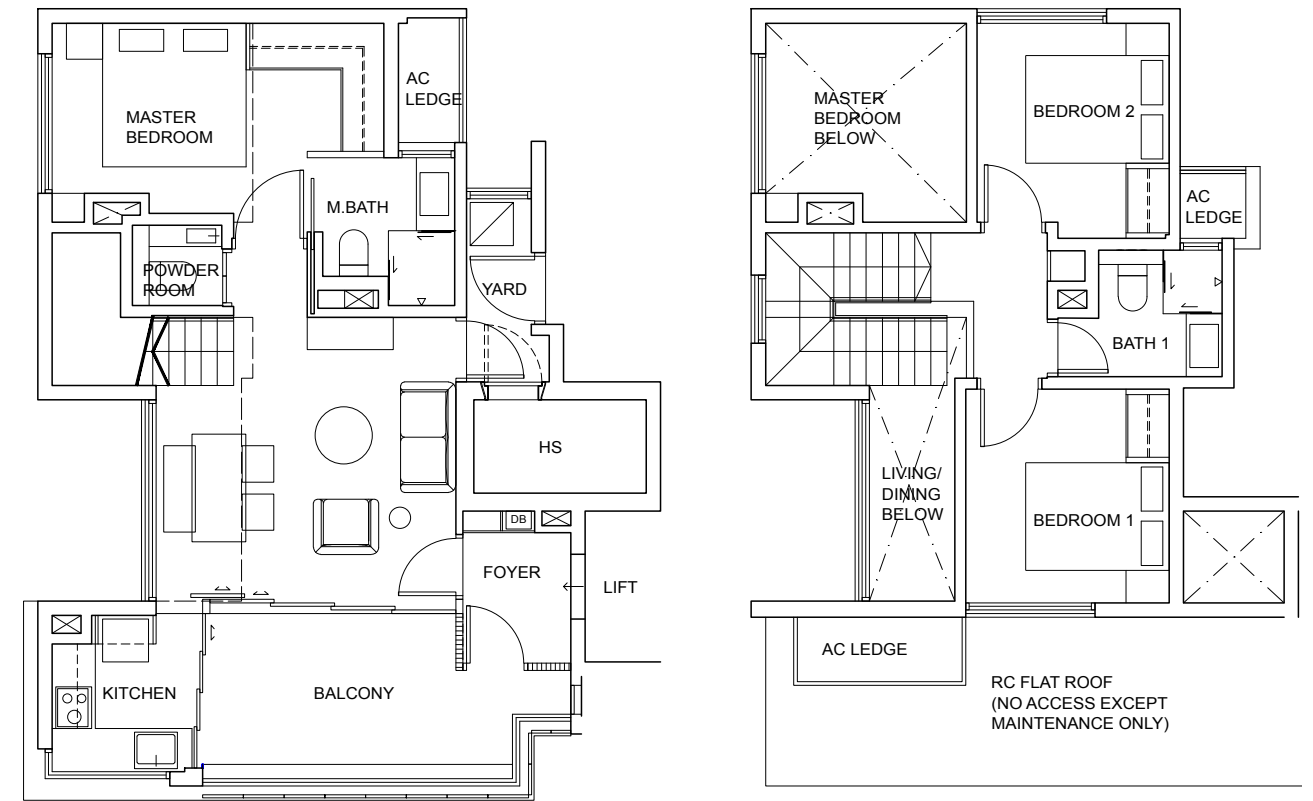 AC
LEDGE
MASTER
BEDROOM
M.BATH
POWDER
ROOM
YARD
HS
DB
FOYER
LIFT
KITCHEN
BALCONY
MASTER
BEDROOM
BELOW
BEDROOM 2
AC
LEDGE
BATH 1
LIVING/
DINING
BELOW
BEDROOM 1
AC LEDGE
RC FLAT ROOF
(NO ACCESS EXCEPT
MAINTENANCE ONLY)